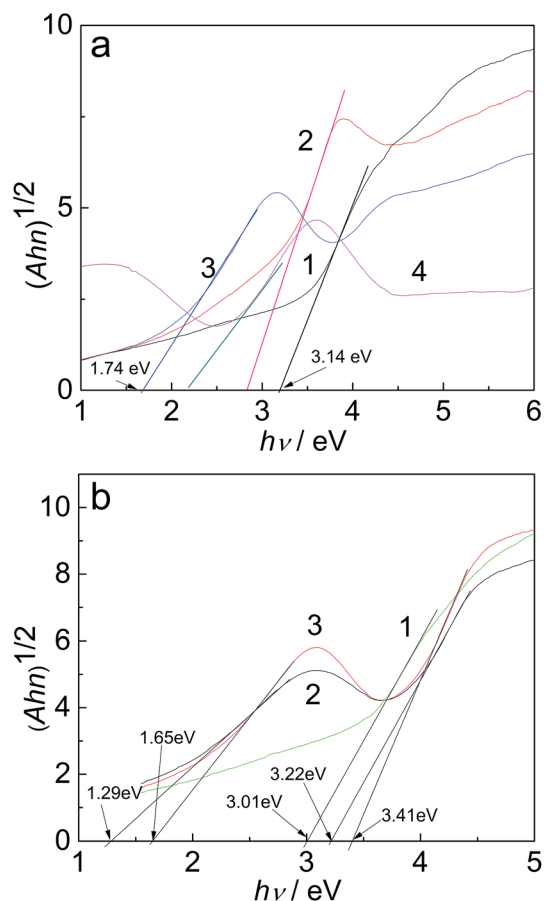 a
10
5
0
(Ahn)1/2
2
3
1
4
1.74 eV
3.14 eV
1 2 3 4 5 6
hν / eV
b
10
8
6
4
2
0
(Ahn)1/2
3
1
2
1.65eV
1.29eV
3.22eV
3.01eV
3.41eV
1 2 3 4 5
hν / eV